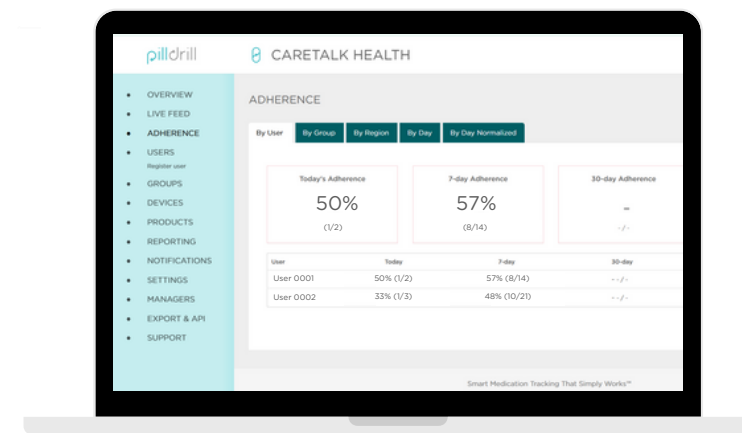 pilldrill
CARETALK HEALTH
OVERVIEW
LIVE FEED
ADHERENCE
USERS
Register user
GROUPS
DEVICES
PRODUCTS
REPORTING
NOTIFICATIONS
SETTINGS
MANAGERS
EXPORT & API
SUPPORT
ADHERENCE
By User By Group By Region By Day By Day Normalized
Today's Adherence 7-day Adherence 30-day Adherence
50% 57% --
(1/2) (8/14) - / -
User Today 7-day 30-day
User 0001 50% (1/2) 57% (8/14) - - / -
User 0002 33% (1/3) 48% (10/21) - - / -
Smart Medication Tracking That Simply Works™